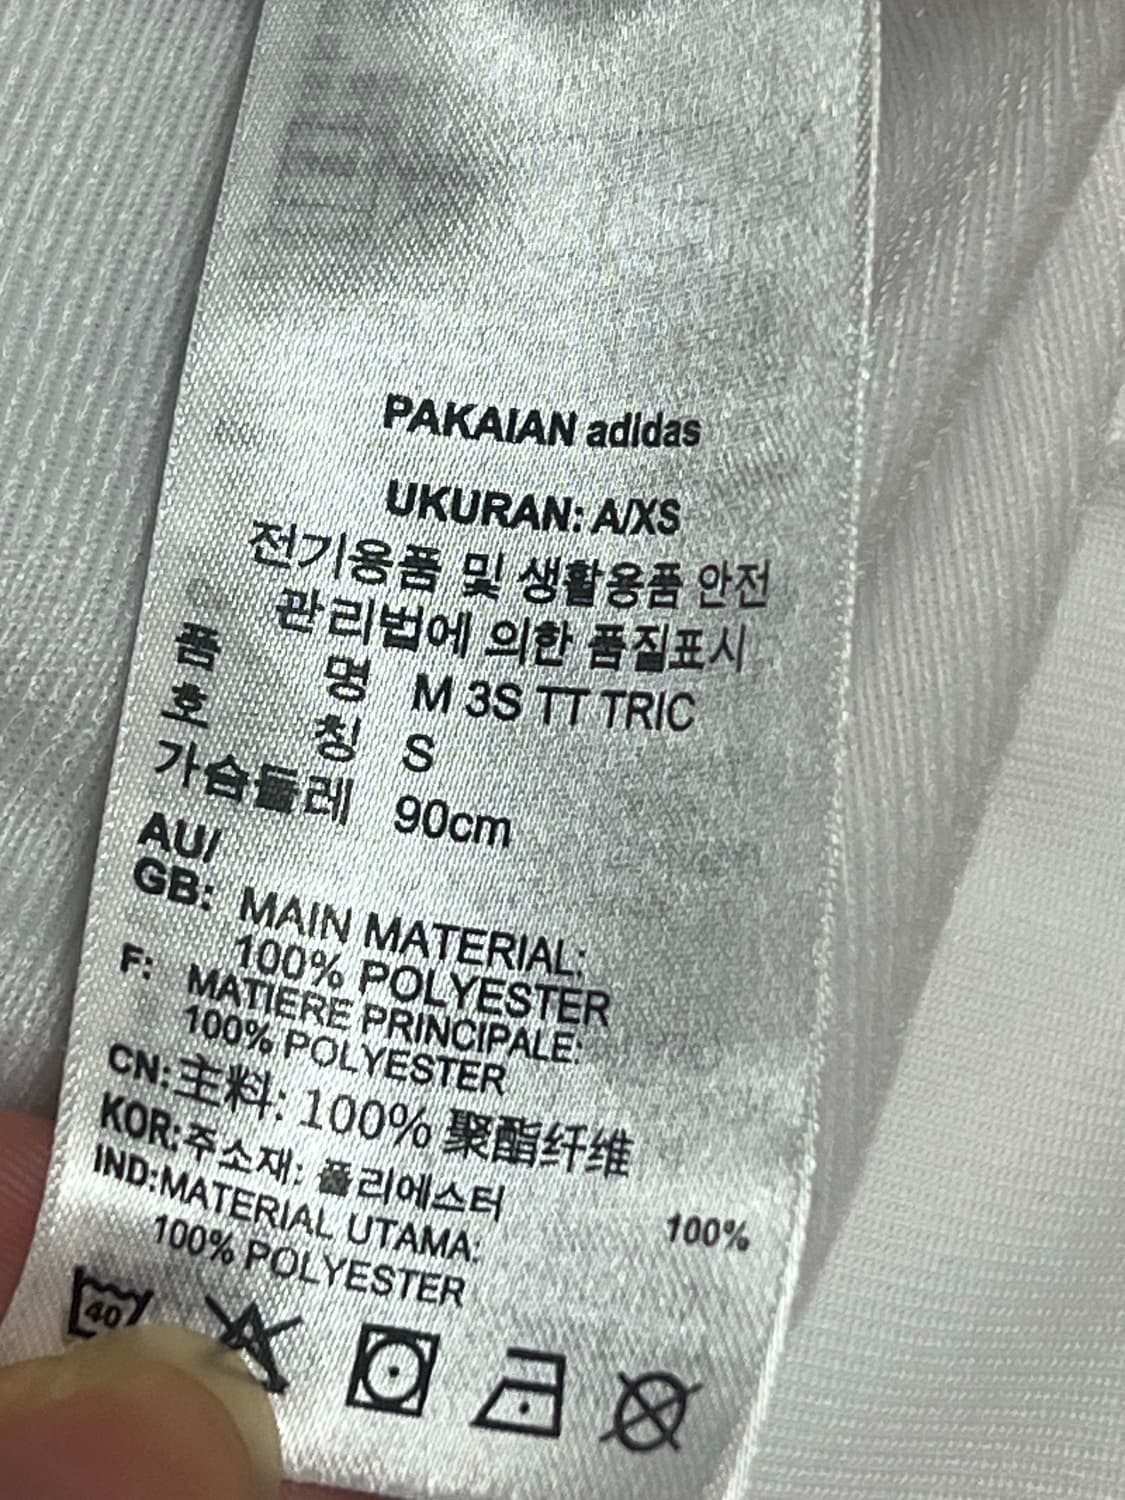 PAKAIAN adidas
UKURAN: A/XS
전기용품 및 생활용품 안전
관리법에 의한 품질표시
품 명 M 3S TT TRIC
호 칭 S
가슴둘레 90cm
AU/
GB: MAIN MATERIAL:
100% POLYESTER
F: MATIERE PRINCIPALE:
100% POLYESTER
CN:主料: 100% 聚酯纤维
KOR:주소재: 폴리에스터 100%
IND:MATERIAL UTAMA:
100% POLYESTER
40